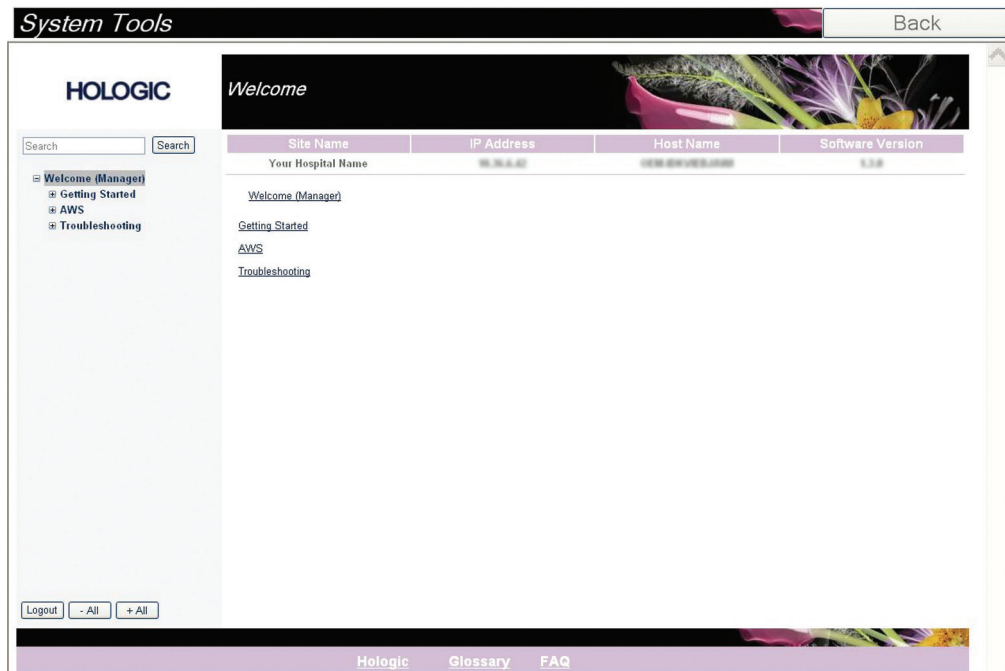 System Tools
Back
HOLOGIC
Welcome
Search
Search
Site Name IP Address Host Name Software Version
Your Hospital Name
Welcome (Manager)
Getting Started
AWS
Troubleshooting
Welcome (Manager)
Getting Started
AWS
Troubleshooting
Logout
- All
+ All
Hologic Glossary FAQ